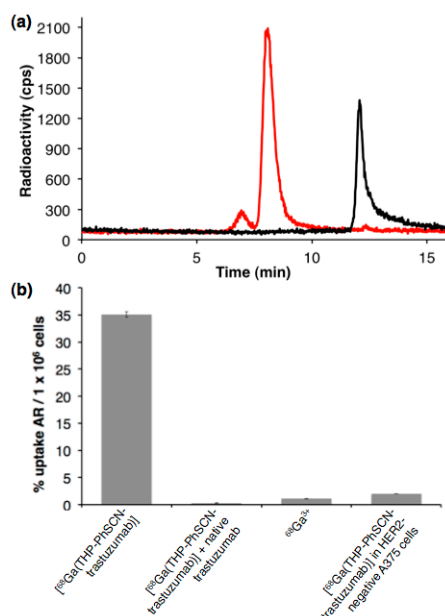 (a)
2100
1800
1500
1200
900
600
300
0
Radioactivity (cps)
0 5 10 15
Time (min)
(b)
40
35
30
25
20
15
10
5
0
% uptake AR / 1 x 10⁶ cells
[⁶⁸Ga(THP-PhSCN-
trastuzumab)]
[⁶⁸Ga(THP-PhSCN-
trastuzumab)] + native
trastuzumab
⁶⁸Ga³⁺
[⁶⁸Ga(THP-PhSCN-
trastuzumab)] in HER2-
negative A375 cells